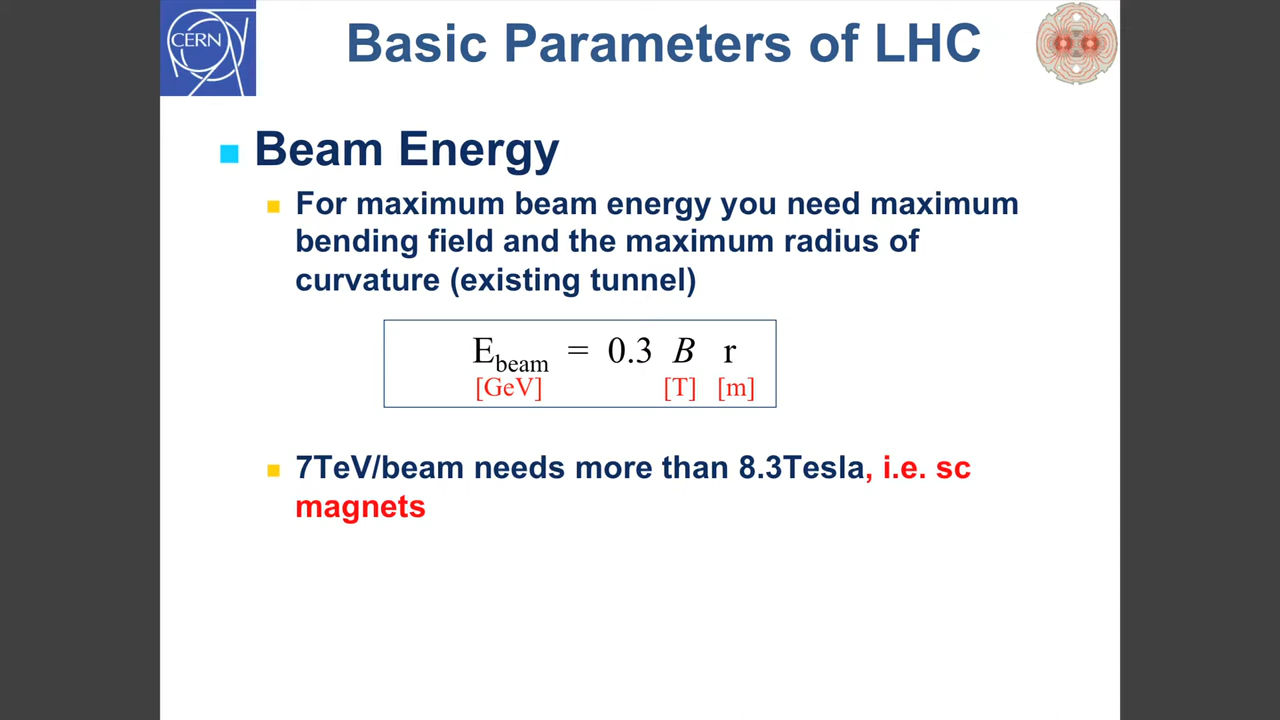 CERN
Basic Parameters of LHC
Beam Energy
For maximum beam energy you need maximum
bending field and the maximum radius of
curvature (existing tunnel)
E_beam = 0.3 B r
[GeV] [T] [m]
7TeV/beam needs more than 8.3Tesla, i.e. sc
magnets